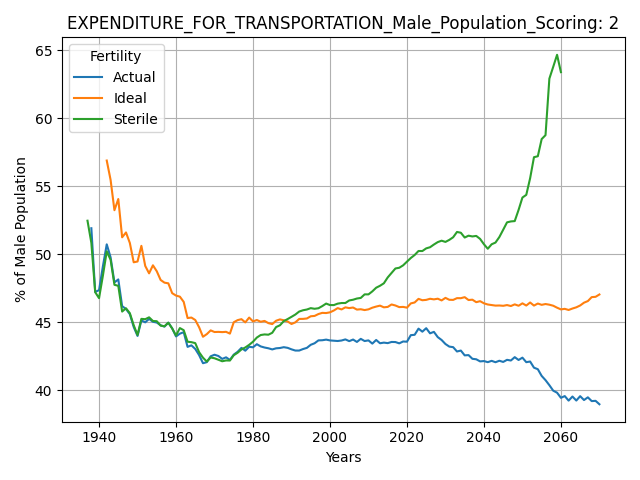 EXPENDITURE_FOR_TRANSPORTATION_Male_Population_Scoring: 2
Fertility
Actual
Ideal
Sterile
% of Male Population
65
60
55
50
45
40
1940 1960 1980 2000 2020 2040 2060
Years